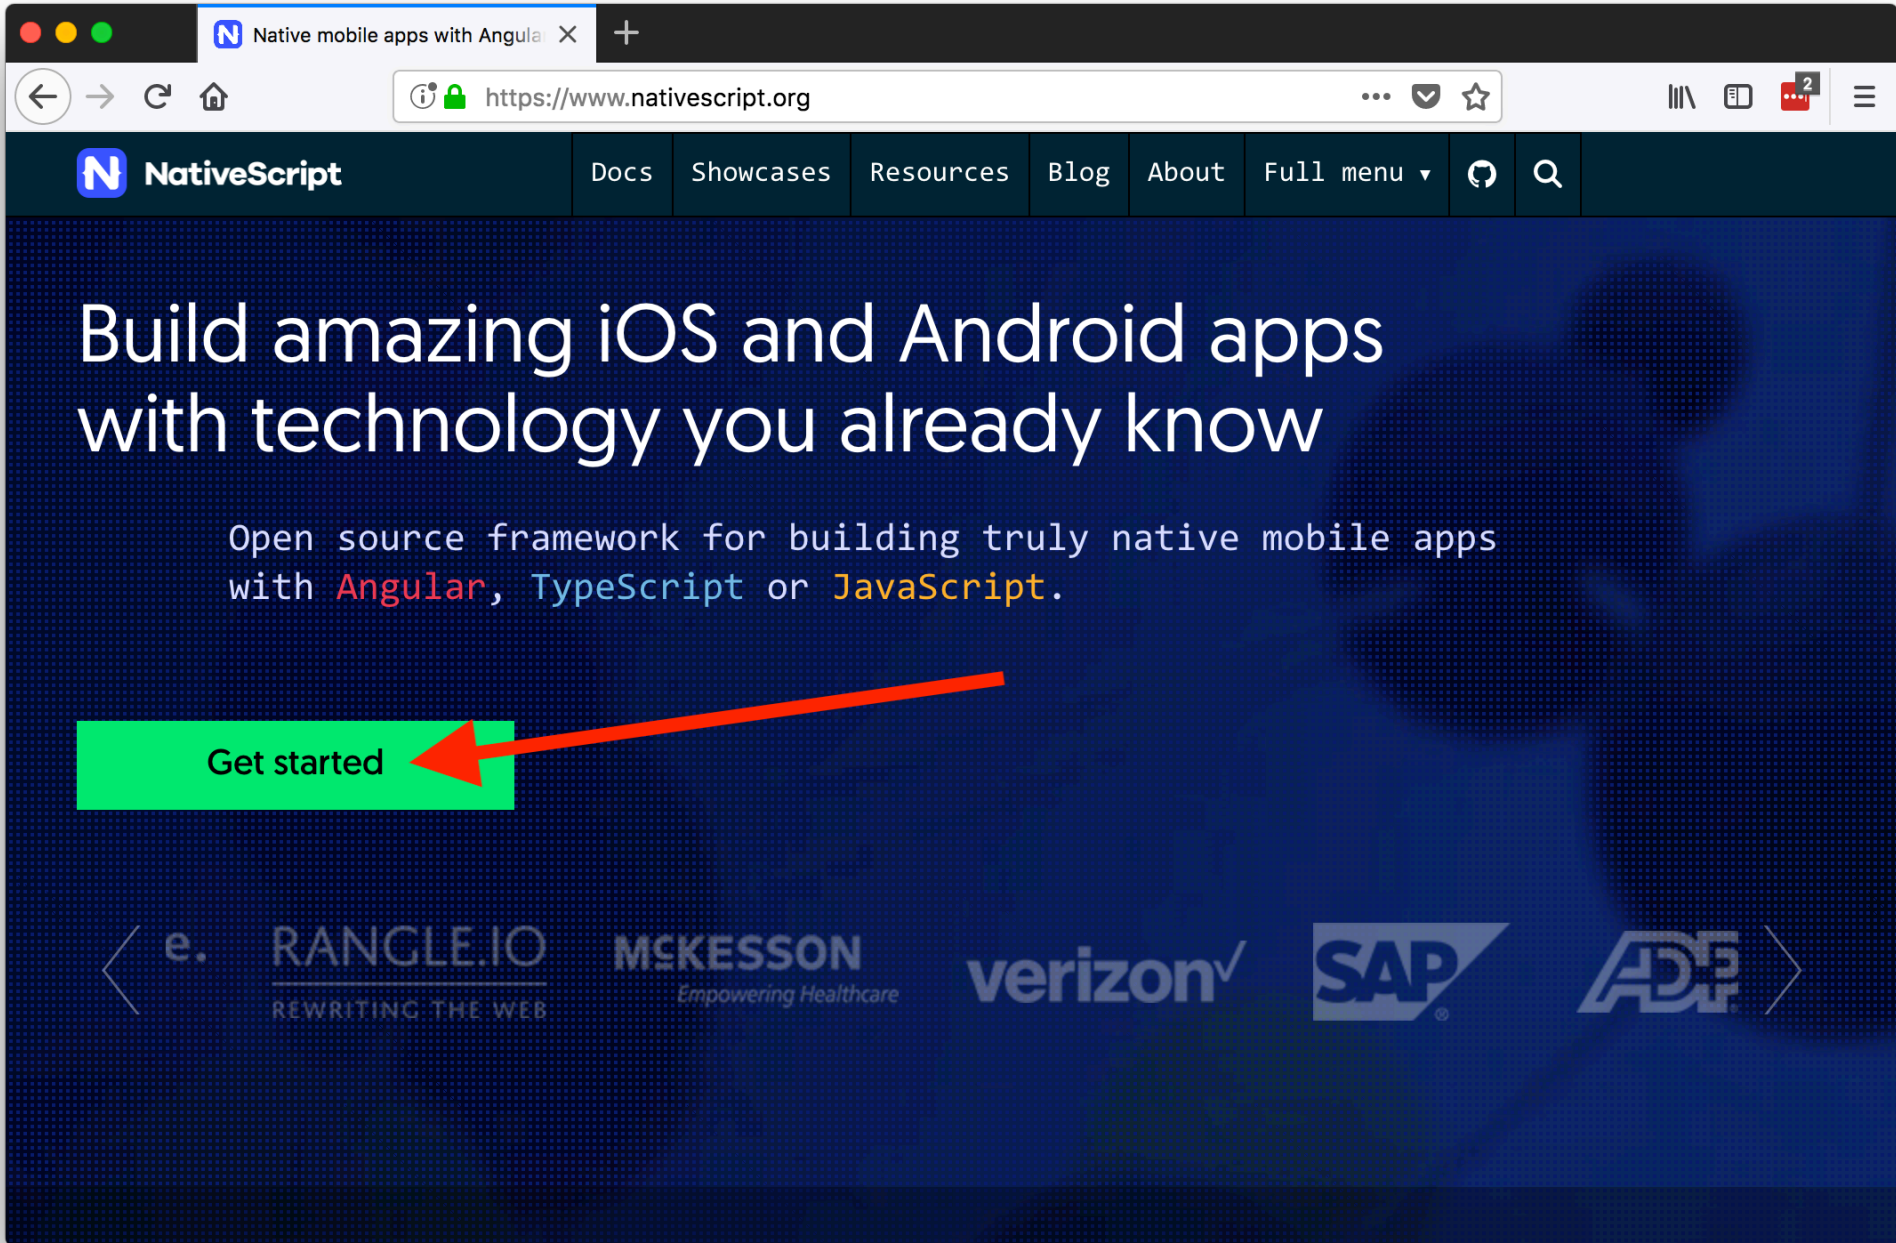 Native mobile apps with Angula
https://www.nativescript.org
2
NativeScript
Docs
Showcases
Resources
Blog
About
Full menu ▾
Build amazing iOS and Android apps
with technology you already know
Open source framework for building truly native mobile apps
with Angular, TypeScript or JavaScript.
Get started
e.
RANGLE.IO
REWRITING THE WEB
MCKESSON
Empowering Healthcare
verizon✓
SAP®
ADP